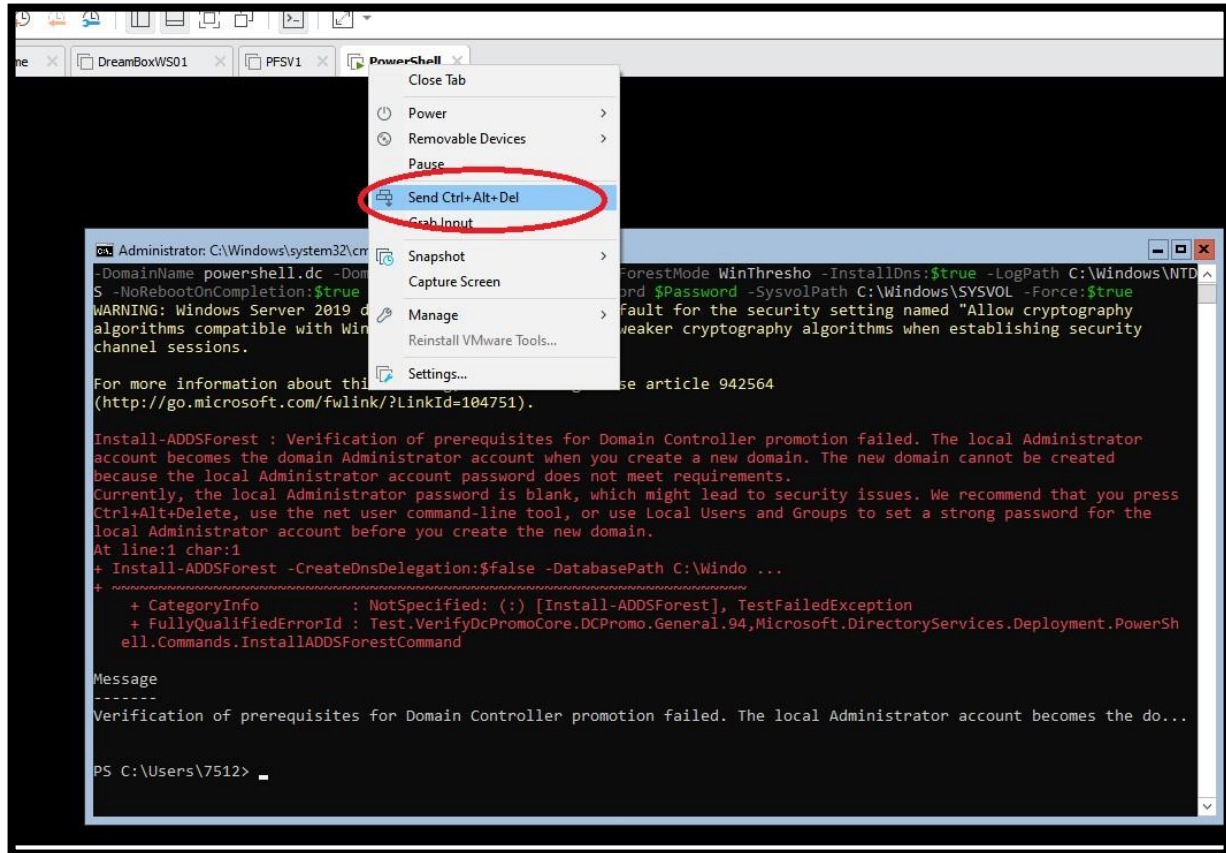 me
DreamBoxWS01
PFSV1
PowerShell
Close Tab
Power
Removable Devices
Pause
Send Ctrl+Alt+Del
Grab Input
Snapshot
Capture Screen
Manage
Reinstall VMware Tools...
Settings...
Administrator: C:\Windows\system32\cm
-DomainName powershell.dc -Dom ForestMode WinThresho -InstallDns:$true -LogPath C:\Windows\NTD
S -NoRebootOnCompletion:$true ord $Password -SysvolPath C:\Windows\SYSVOL -Force:$true
WARNING: Windows Server 2019 d fault for the security setting named "Allow cryptography
algorithms compatible with Win weaker cryptography algorithms when establishing security
channel sessions.
For more information about thi se article 942564
(http://go.microsoft.com/fwlink/?LinkId=104751).
Install-ADDSForest : Verification of prerequisites for Domain Controller promotion failed. The local Administrator
account becomes the domain Administrator account when you create a new domain. The new domain cannot be created
because the local Administrator account password does not meet requirements.
Currently, the local Administrator password is blank, which might lead to security issues. We recommend that you press
Ctrl+Alt+Delete, use the net user command-line tool, or use Local Users and Groups to set a strong password for the
local Administrator account before you create the new domain.
At line:1 char:1
+ Install-ADDSForest -CreateDnsDelegation:$false -DatabasePath C:\Windo ...
+ ~~~~~~~~~~~~~~~~~~~~~~~~~~~~~~~~~~~~~~~~~~~~~~~~~~~~~~~~~~~~~~~~~~~~~
+ CategoryInfo : NotSpecified: (:) [Install-ADDSForest], TestFailedException
+ FullyQualifiedErrorId : Test.VerifyDcPromoCore.DCPromo.General.94,Microsoft.DirectoryServices.Deployment.PowerSh
ell.Commands.InstallADDSForestCommand
Message
-------
Verification of prerequisites for Domain Controller promotion failed. The local Administrator account becomes the do...
PS C:\Users\7512>